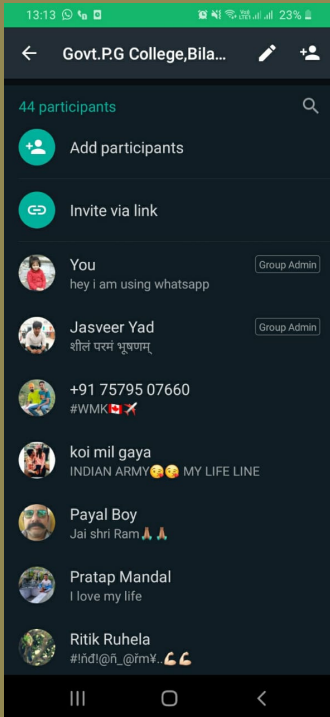 13:13 23%
Govt.P.G College,Bila...
44 participants
Add participants
Invite via link
You Group Admin
hey i am using whatsapp
Jasveer Yad Group Admin
शीलं परमं भूषणम्
+91 75795 07660
#WMK🇨🇦✈️
koi mil gaya
INDIAN ARMY😘😘 MY LIFE LINE
Payal Boy
Jai shri Ram🙏🏽🙏🏽
Pratap Mandal
I love my life
Ritik Ruhela
#!ñđ!@ñ_@řm¥..💪🏻💪🏻